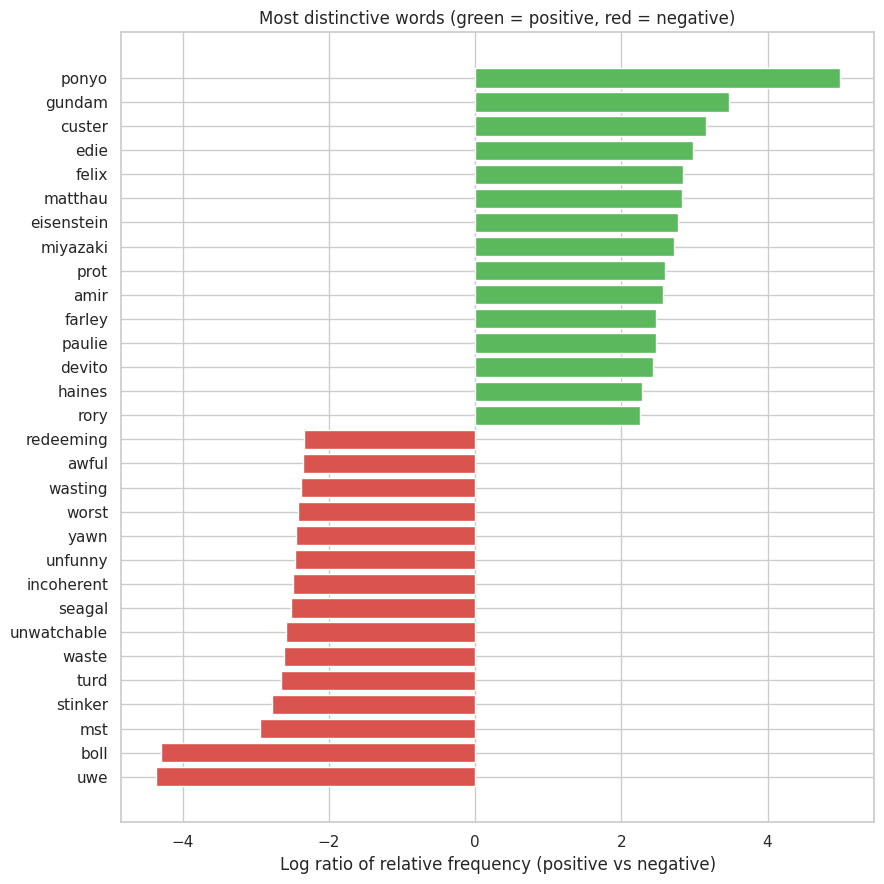 Most distinctive words (green = positive, red = negative)
ponyo
gundam
custer
edie
felix
matthau
eisenstein
miyazaki
prot
amir
farley
paulie
devito
haines
rory
redeeming
awful
wasting
worst
yawn
unfunny
incoherent
seagal
unwatchable
waste
turd
stinker
mst
boll
uwe
−4 −2 0 2 4
Log ratio of relative frequency (positive vs negative)